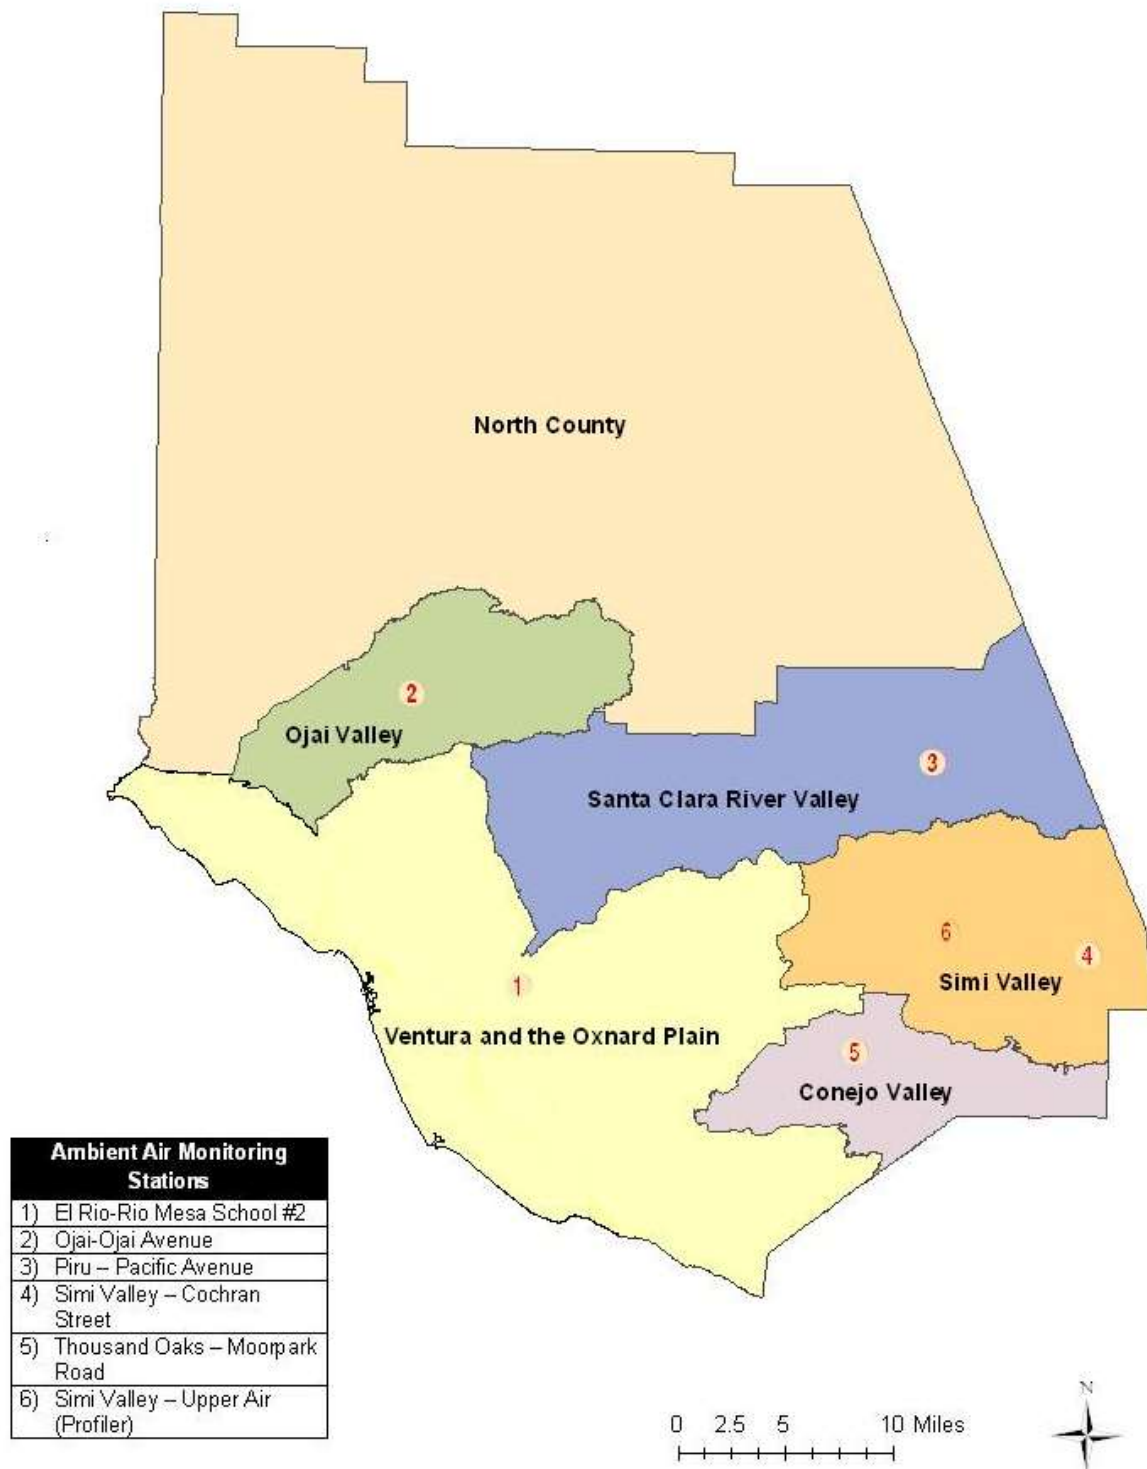 North County
2
Ojai Valley
3
Santa Clara River Valley
6
4
Simi Valley
1
Ventura and the Oxnard Plain
5
Conejo Valley
Ambient Air Monitoring
Stations
1) El Rio-Rio Mesa School #2
2) Ojai-Ojai Avenue
3) Piru – Pacific Avenue
4) Simi Valley – Cochran
Street
5) Thousand Oaks – Moorpark
Road
6) Simi Valley – Upper Air
(Profiler)
0 2.5 5 10 Miles
N